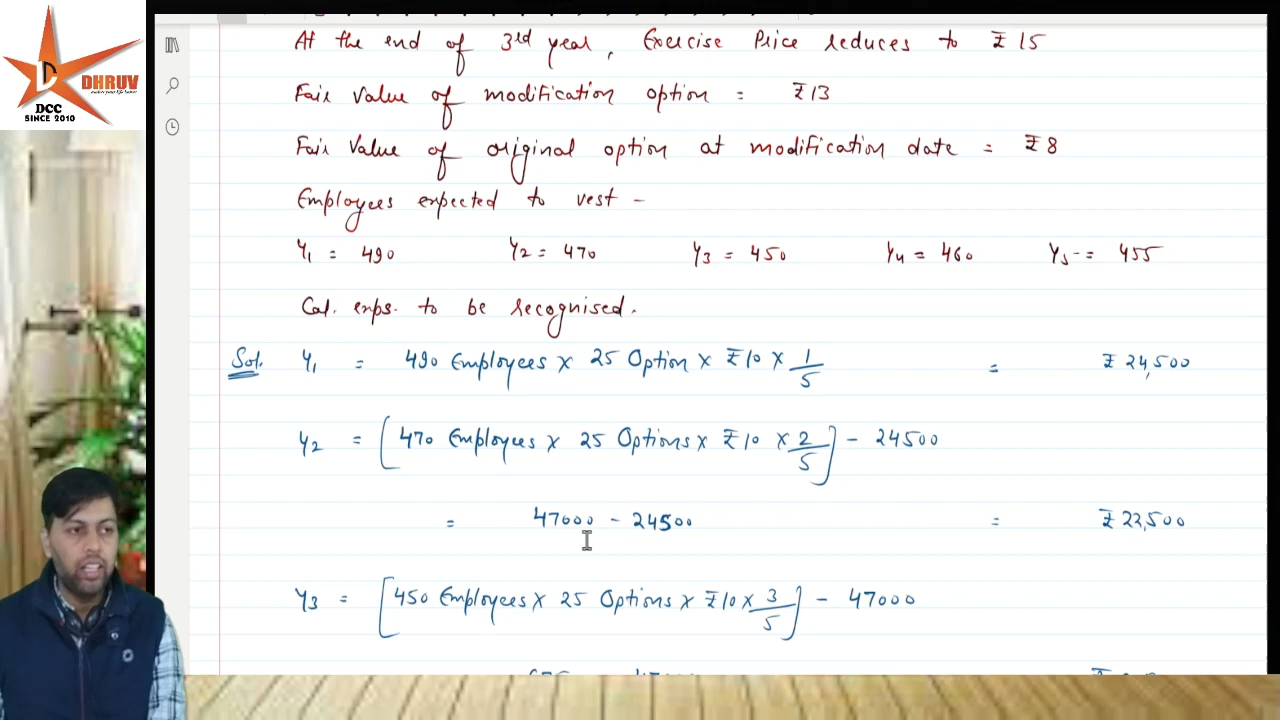 D
DHRUV
DCC
SINCE 2010
At the end of 3rd year, Exercise Price reduces to ₹ 15
Fair value of modification option = ₹ 13
Fair value of original option at modification date = ₹ 8
Employees expected to vest -
Y1 = 490 Y2 = 470 Y3 = 450 Y4 = 460 Y5 = 455
Cal. exps. to be recognised.
Sol. Y1 = 490 Employees × 25 Option × ₹10 × 1/5 = ₹ 24,500
Y2 = [470 Employees × 25 Options × ₹10 × 2/5] - 24500
= 47000 - 24500 = ₹ 22,500
Y3 = [450 Employees × 25 Options × ₹10 × 3/5] - 47000